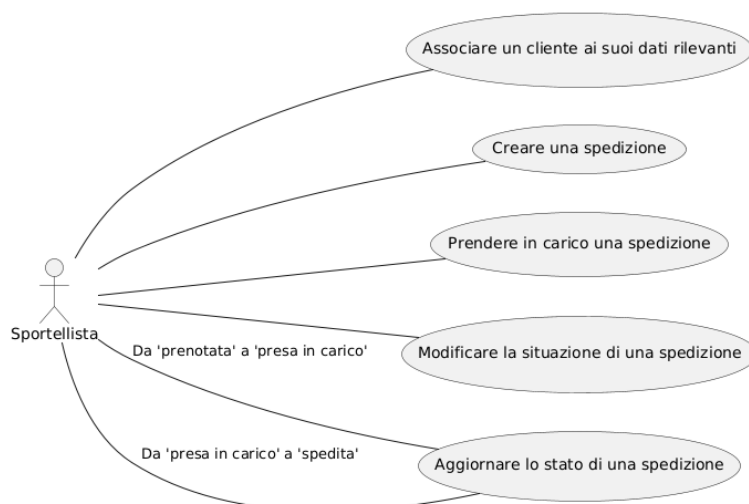 Associare un cliente ai suoi dati rilevanti
Creare una spedizione
Prendere in carico una spedizione
Sportellista
Modificare la situazione di una spedizione
Da 'prenotata' a 'presa in carico'
Da 'presa in carico' a 'spedita'
Aggiornare lo stato di una spedizione